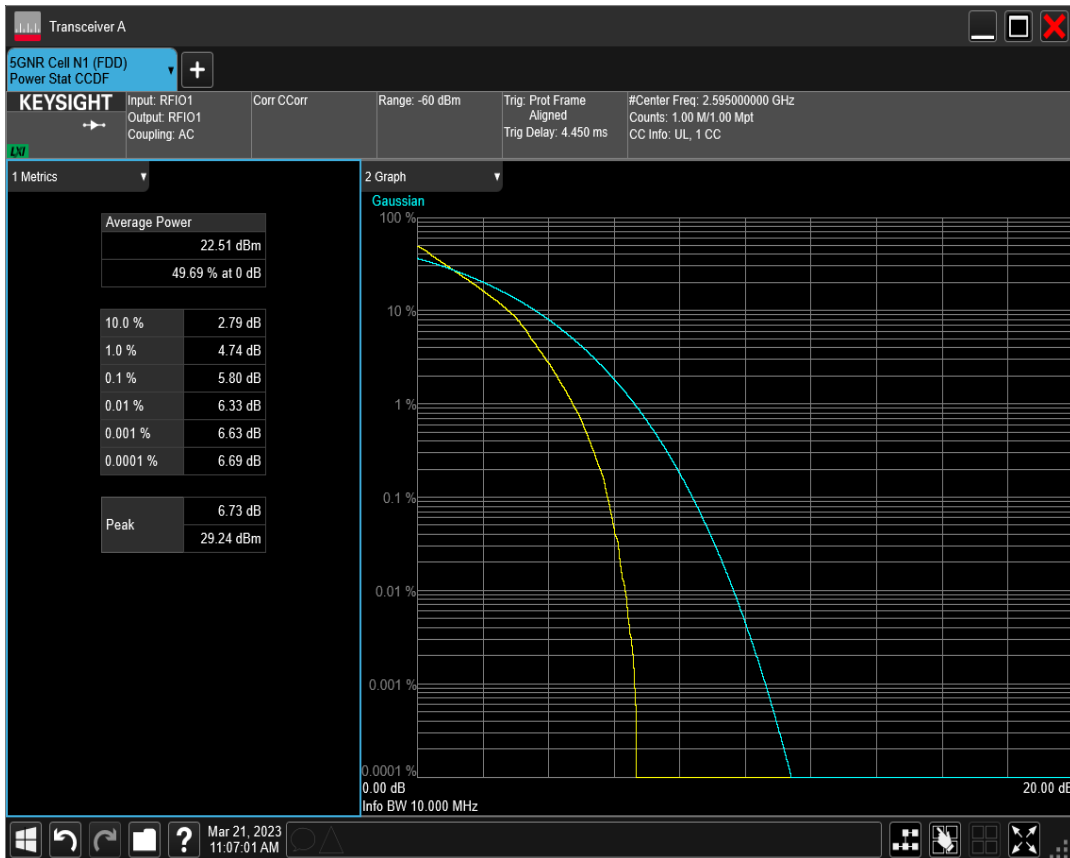 Transceiver A
5GNR Cell N1 (FDD)
Power Stat CCDF
+
KEYSIGHT
LXI
Input: RFIO1
Output: RFIO1
Coupling: AC
Corr CCorr
Range: -60 dBm
Trig: Prot Frame
Aligned
Trig Delay: 4.450 ms
#Center Freq: 2.595000000 GHz
Counts: 1.00 M/1.00 Mpt
CC Info: UL, 1 CC
1 Metrics
Average Power
22.51 dBm
49.69 % at 0 dB
10.0 % 2.79 dB
1.0 % 4.74 dB
0.1 % 5.80 dB
0.01 % 6.33 dB
0.001 % 6.63 dB
0.0001 % 6.69 dB
Peak 6.73 dB
29.24 dBm
2 Graph
Gaussian
100 %
10 %
1 %
0.1 %
0.01 %
0.001 %
0.0001 %
0.00 dB 20.00 dB
Info BW 10.000 MHz
?
Mar 21, 2023
11:07:01 AM